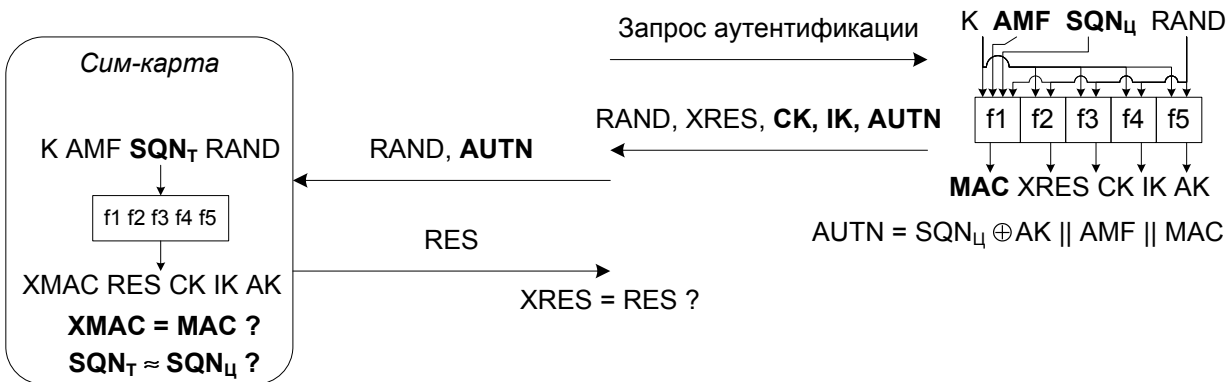 Сим-карта
K AMF SQNТ RAND
f1 f2 f3 f4 f5
XMAC RES CK IK AK
XMAC = MAC ?
SQNТ ≈ SQNЦ ?
Запрос аутентификации
RAND, XRES, CK, IK, AUTN
RAND, AUTN
RES
XRES = RES ?
K AMF SQNЦ RAND
f1 f2 f3 f4 f5
MAC XRES CK IK AK
AUTN = SQNЦ ⊕AK || AMF || MAC